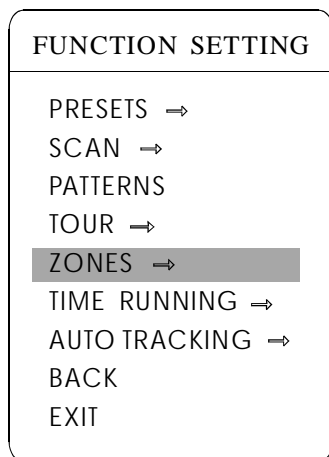 FUNCTION SETTING
PRESETS ⇒
SCAN ⇒
PATTERNS
TOUR ⇒
ZONES ⇒
TIME RUNNING ⇒
AUTO TRACKING ⇒
BACK
EXIT